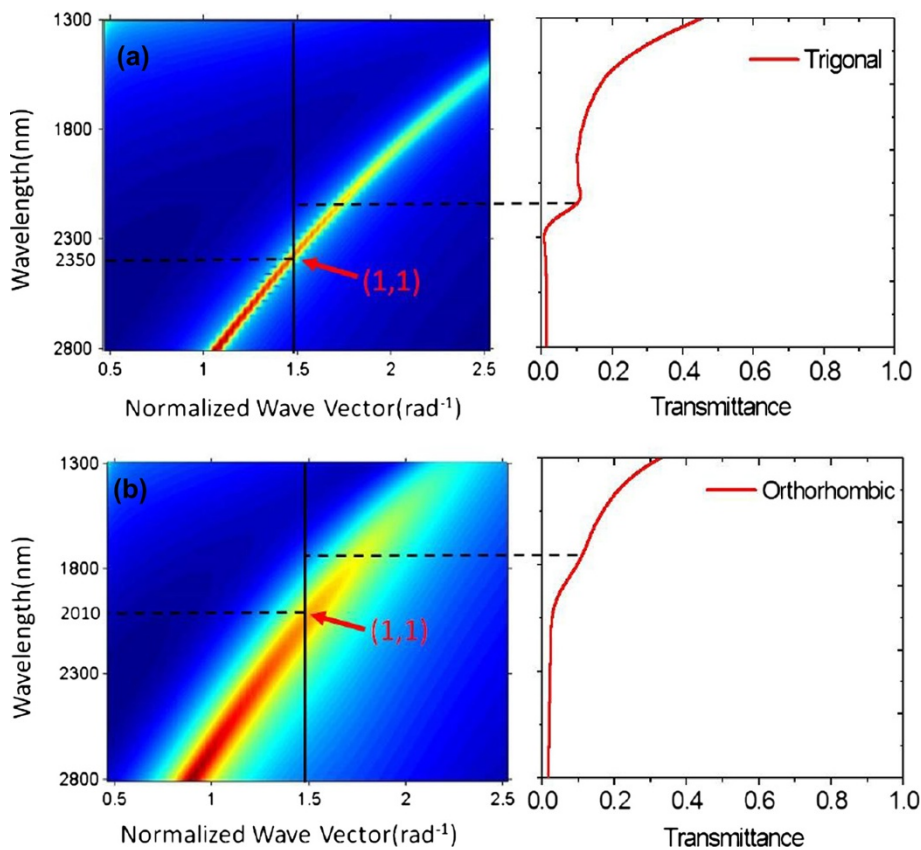 (a)
Wavelength(nm)
1300
1800
2300
2350
2800
(1,1)
0.5 1 1.5 2 2.5
Normalized Wave Vector(rad⁻¹)
Trigonal
0.0 0.2 0.4 0.6 0.8 1.0
Transmittance
(b)
Wavelength(nm)
1300
1800
2010
2300
2800
(1,1)
0.5 1 1.5 2 2.5
Normalized Wave Vector(rad⁻¹)
Orthorhombic
0.0 0.2 0.4 0.6 0.8 1.0
Transmittance